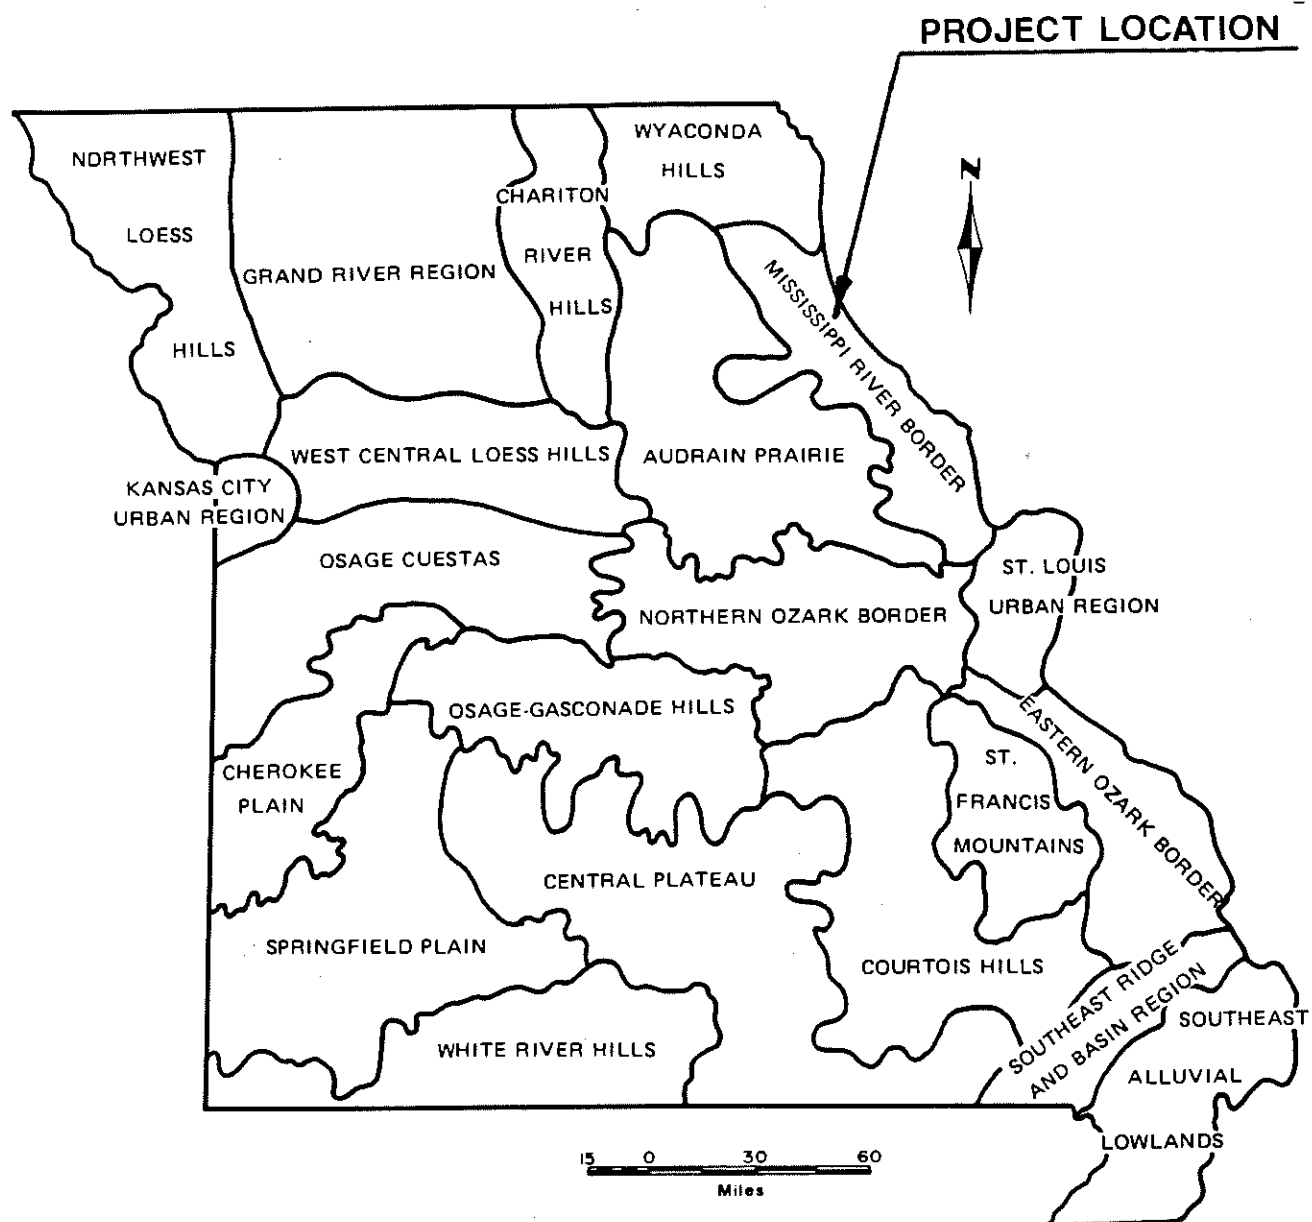 PROJECT LOCATION
N
WYACONDA
HILLS
NORTHWEST
LOESS
HILLS
CHARITON
RIVER
HILLS
GRAND RIVER REGION
MISSISSIPPI RIVER BORDER
WEST CENTRAL LOESS HILLS
AUDRAIN PRAIRIE
KANSAS CITY
URBAN REGION
OSAGE CUESTAS
ST. LOUIS
URBAN REGION
NORTHERN OZARK BORDER
OSAGE-GASCONADE HILLS
EASTERN OZARK BORDER
CHEROKEE
PLAIN
ST.
FRANCIS
MOUNTAINS
CENTRAL PLATEAU
SPRINGFIELD PLAIN
COURTOIS HILLS
SOUTHEAST RIDGE
AND BASIN REGION
WHITE RIVER HILLS
SOUTHEAST
ALLUVIAL
LOWLANDS
15 0 30 60
Miles